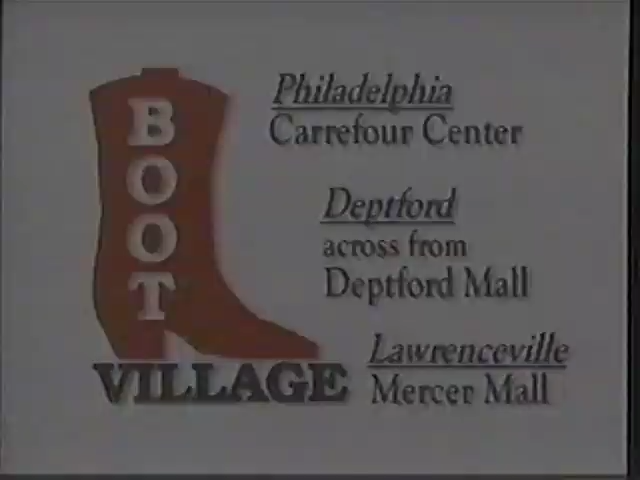 BOOT
VILLAGE
Philadelphia
Carrefour Center
Deptford
across from
Deptford Mall
Lawrenceville
Mercer Mall